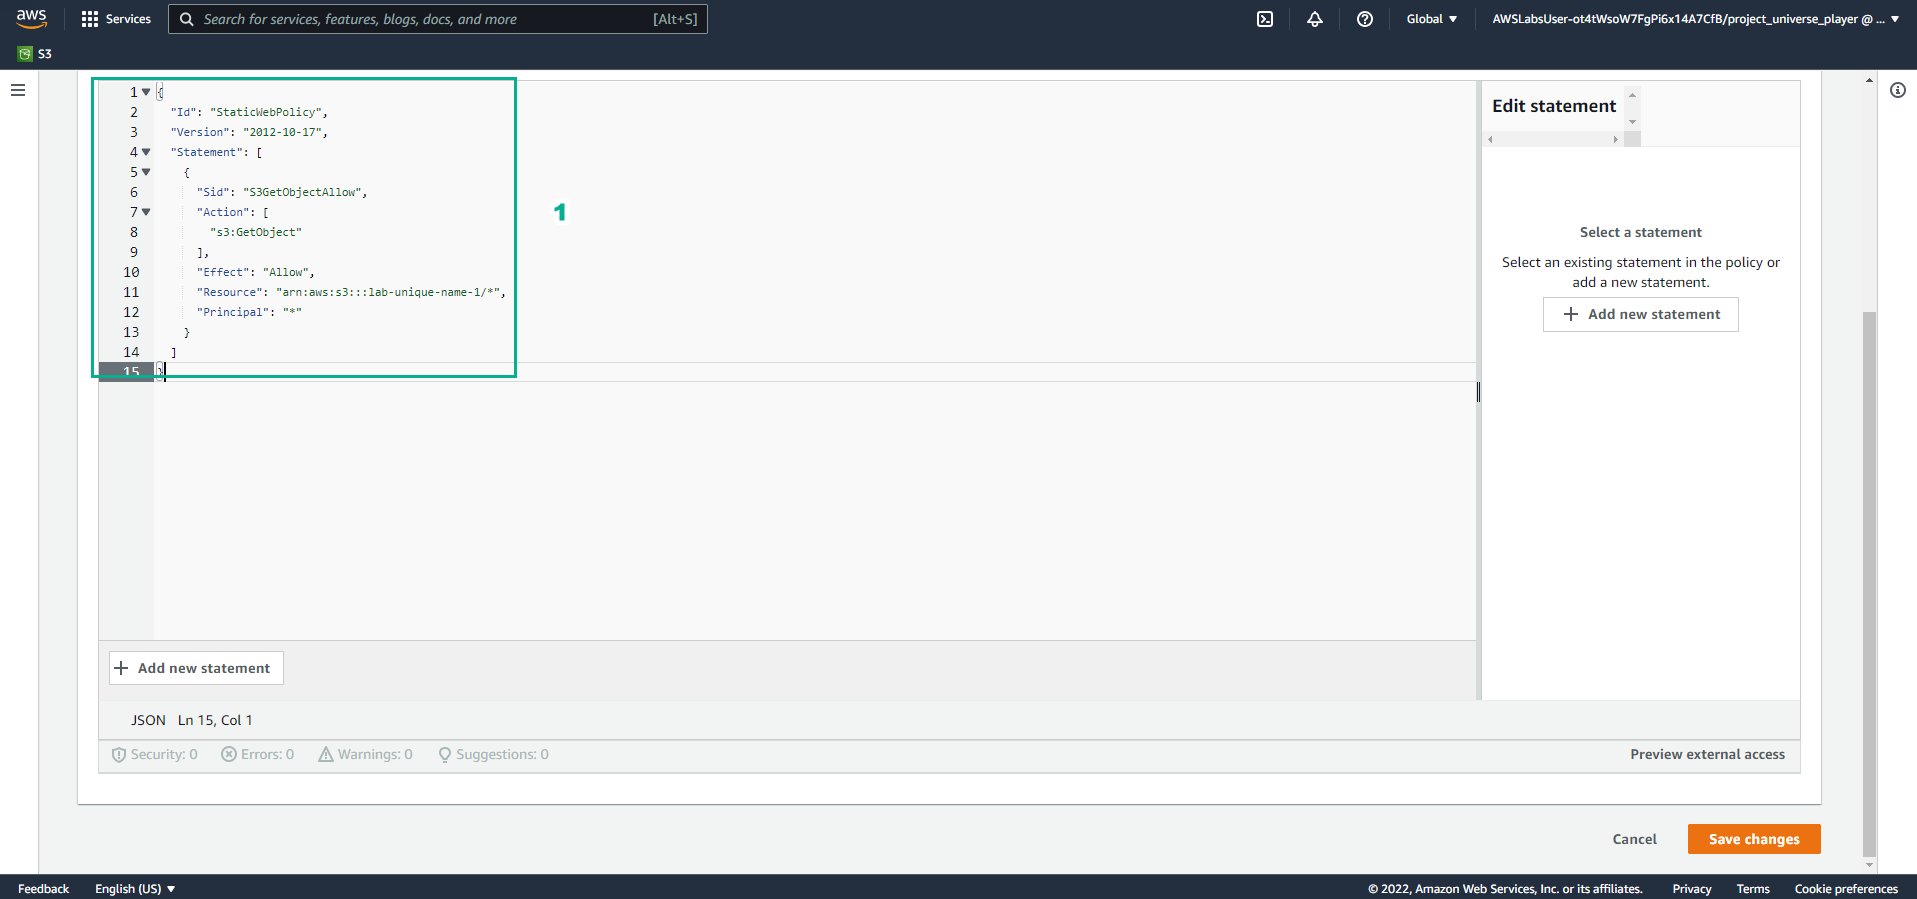 aws
Services
Search for services, features, blogs, docs, and more
[Alt+S]
Global
AWSLabsUser-ot4tWsoW7FgPi6x14A7CfB/project_universe_player @ ...
S3
1 {
2 "Id": "StaticWebPolicy",
3 "Version": "2012-10-17",
4 "Statement": [
5 {
6 "Sid": "S3GetObjectAllow",
7 "Action": [
8 "s3:GetObject"
9 ],
10 "Effect": "Allow",
11 "Resource": "arn:aws:s3:::lab-unique-name-1/*",
12 "Principal": "*"
13 }
14 ]
15 }
1
Edit statement
Select a statement
Select an existing statement in the policy or
add a new statement.
Add new statement
Add new statement
JSON Ln 15, Col 1
Security: 0
Errors: 0
Warnings: 0
Suggestions: 0
Preview external access
Cancel
Save changes
Feedback
English (US)
© 2022, Amazon Web Services, Inc. or its affiliates.
Privacy
Terms
Cookie preferences